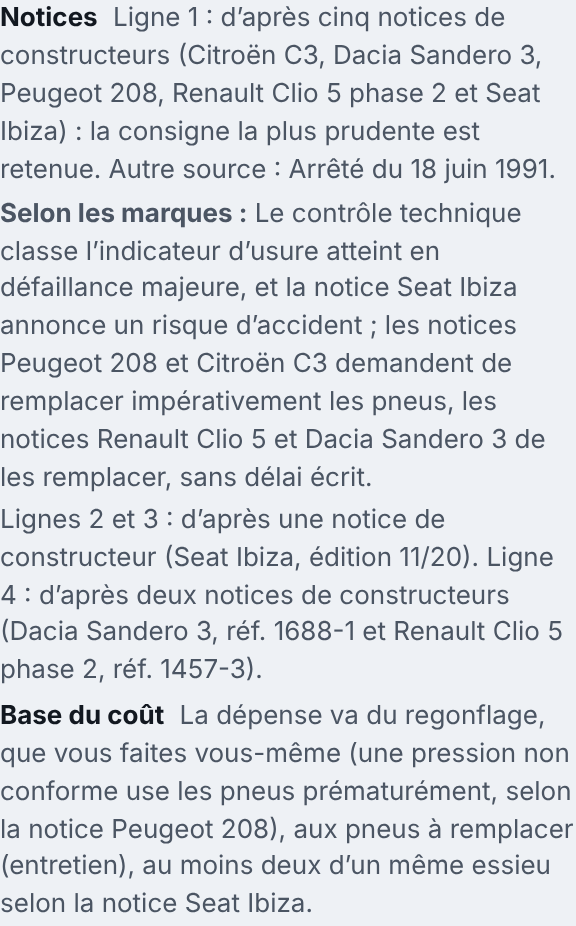 Notices Ligne 1 : d’après cinq notices de
constructeurs (Citroën C3, Dacia Sandero 3,
Peugeot 208, Renault Clio 5 phase 2 et Seat
Ibiza) : la consigne la plus prudente est
retenue. Autre source : Arrêté du 18 juin 1991.
Selon les marques : Le contrôle technique
classe l’indicateur d’usure atteint en
défaillance majeure, et la notice Seat Ibiza
annonce un risque d’accident ; les notices
Peugeot 208 et Citroën C3 demandent de
remplacer impérativement les pneus, les
notices Renault Clio 5 et Dacia Sandero 3 de
les remplacer, sans délai écrit.
Lignes 2 et 3 : d’après une notice de
constructeur (Seat Ibiza, édition 11/20). Ligne
4 : d’après deux notices de constructeurs
(Dacia Sandero 3, réf. 1688-1 et Renault Clio 5
phase 2, réf. 1457-3).
Base du coût La dépense va du regonflage,
que vous faites vous-même (une pression non
conforme use les pneus prématurément, selon
la notice Peugeot 208), aux pneus à remplacer
(entretien), au moins deux d’un même essieu
selon la notice Seat Ibiza.